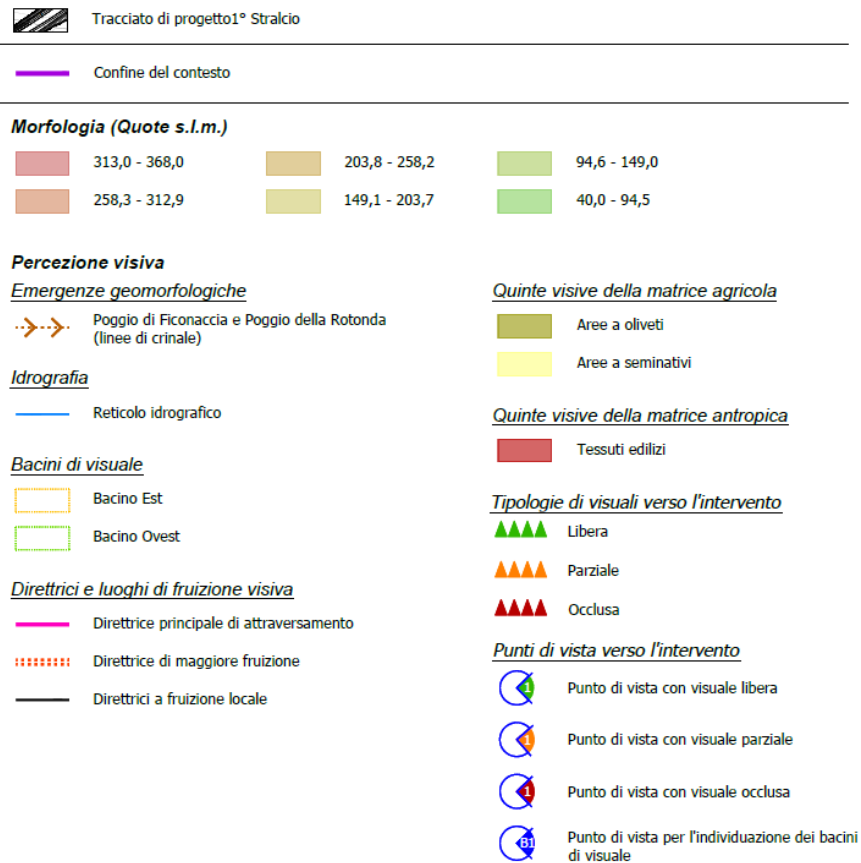 Tracciato di progetto1° Stralcio
Confine del contesto
Morfologia (Quote s.l.m.)
313,0 - 368,0
203,8 - 258,2
94,6 - 149,0
258,3 - 312,9
149,1 - 203,7
40,0 - 94,5
Percezione visiva
Emergenze geomorfologiche
Poggio di Ficonaccia e Poggio della Rotonda
(linee di crinale)
Idrografia
Reticolo idrografico
Bacini di visuale
Bacino Est
Bacino Ovest
Direttrici e luoghi di fruizione visiva
Direttrice principale di attraversamento
Direttrice di maggiore fruizione
Direttrici a fruizione locale
Quinte visive della matrice agricola
Aree a oliveti
Aree a seminativi
Quinte visive della matrice antropica
Tessuti edilizi
Tipologie di visuali verso l'intervento
Libera
Parziale
Occlusa
Punti di vista verso l'intervento
1 Punto di vista con visuale libera
1 Punto di vista con visuale parziale
1 Punto di vista con visuale occlusa
B1 Punto di vista per l'individuazione dei bacini
di visuale